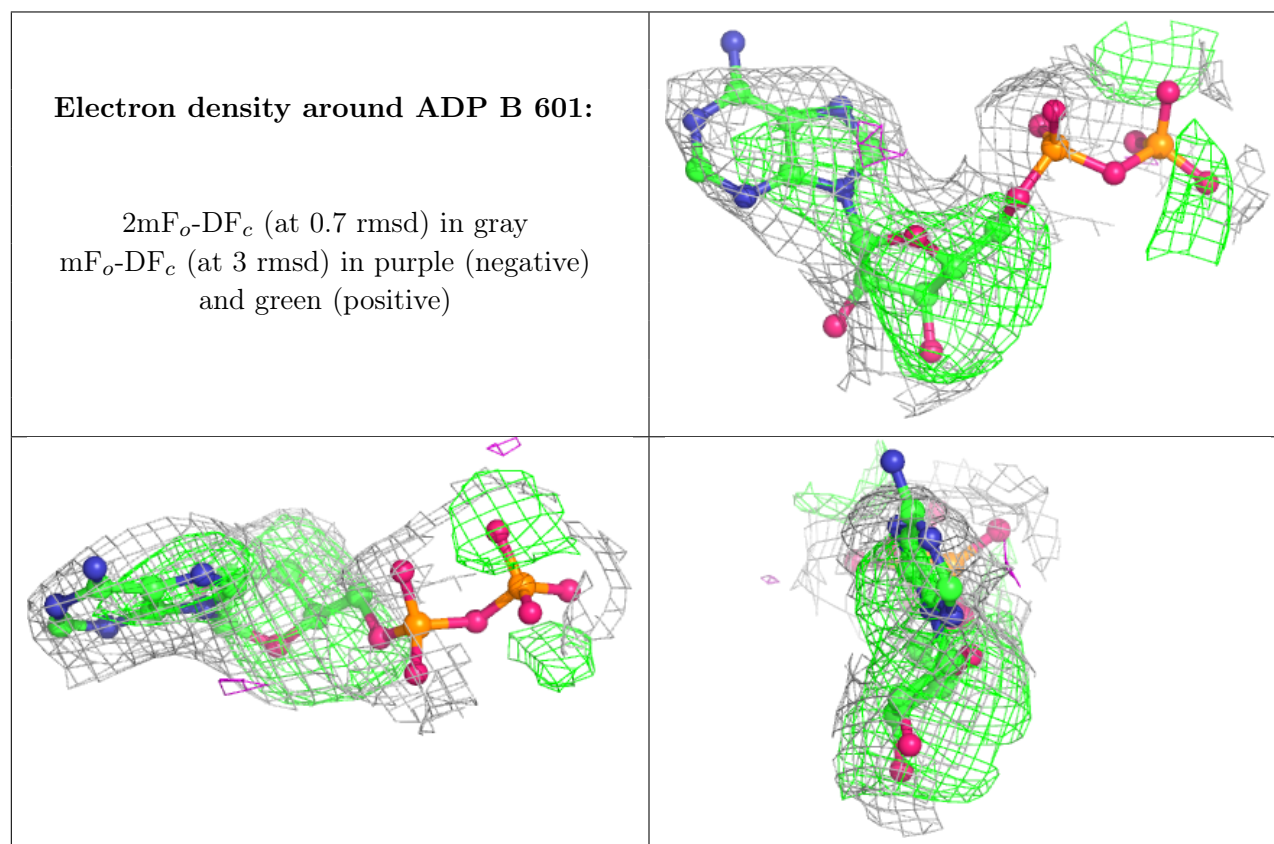 Electron density around ADP B 601:
2mFo-DFc (at 0.7 rmsd) in gray
mFo-DFc (at 3 rmsd) in purple (negative)
and green (positive)